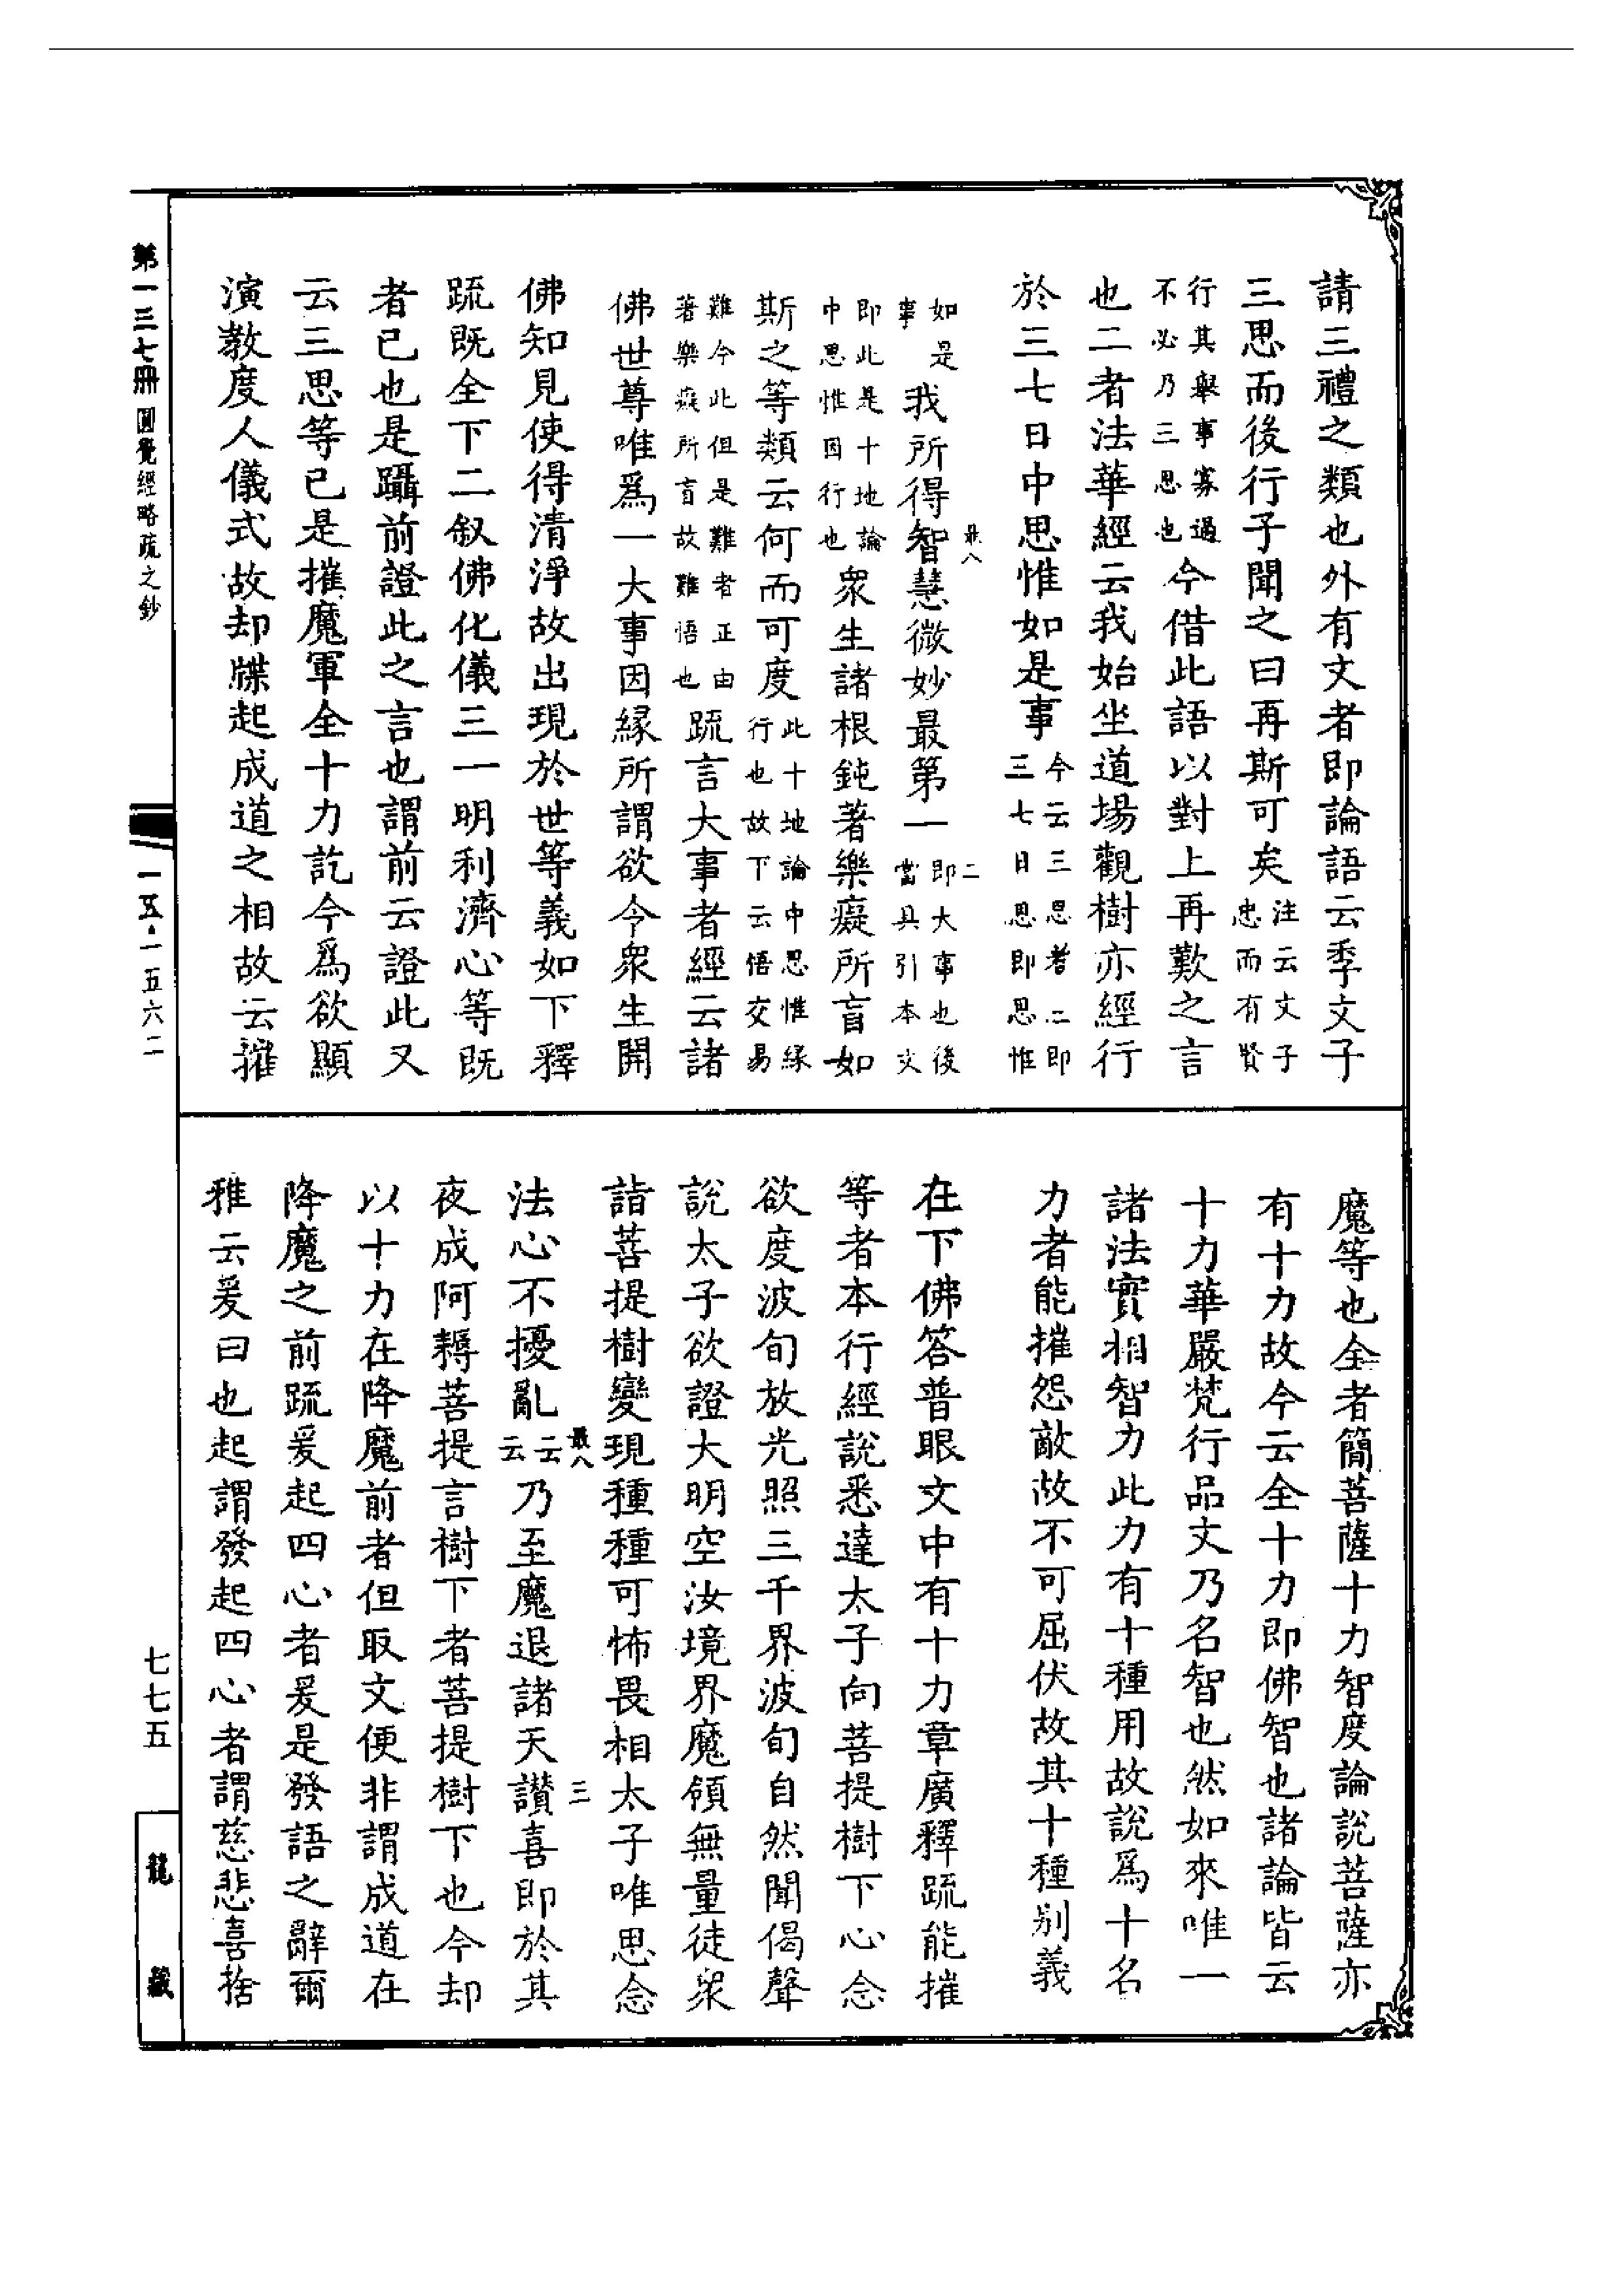 請三禮之類也外有文者即論語云季文子
三思而後行子聞之曰再斯可矣注云文子忠而有賢
行其舉事寡過不必乃三思也今借此語以對上再歎之言
也二者法華經云我始坐道場觀樹亦經行
於三七日中思惟如是事今云三思者二即三七日思即思惟
如是事我所得智慧微妙最第一即大事也後當具引本文
即此是十地論中思惟因行也衆生諸根鈍著樂癡所盲如
斯之等類云何而可度此十地論中思惟緣行也故下云悟交易
難今此但是難者正由著樂癡所盲故難悟也疏言大事者經云諸
佛世尊唯爲一大事因緣所謂欲令衆生開
佛知見使得清淨故出現於世等義如下釋
疏既全下二叙佛化儀三一明利濟心等既
者已也是躡前證此之言也謂前云證此又
云三思等已是摧魔軍全十力訖今爲欲顯
演教度人儀式故却牒起成道之相故云摧
最八
二
魔等也全者簡菩薩十力智度論說菩薩亦
有十力故今云全十力即佛智也諸論皆云
十力華嚴梵行品文乃名智也然如來唯一
諸法實相智力此力有十種用故說爲十名
力者能摧怨敵故不可屈伏故其十種别義
在下佛答普眼文中有十力章廣釋疏能摧
等者本行經說悉達太子向菩提樹下心念
欲度波旬放光照三千界波旬自然聞偈聲
說太子欲證大明空汝境界魔領無量徒衆
詣菩提樹變現種種可怖畏相太子唯思念
法心不擾亂云云乃至魔退諸天讃喜即於其
夜成阿耨菩提言樹下者菩提樹下也今却
以十力在降魔前者但取文便非謂成道在
降魔之前疏爰起四心者爰是發語之辭爾
雅云爰曰也起謂發起四心者謂慈悲喜捨
最八
三
第一三七冊 圓覺經略疏之鈔
一五·一五六二
七七五
龍藏